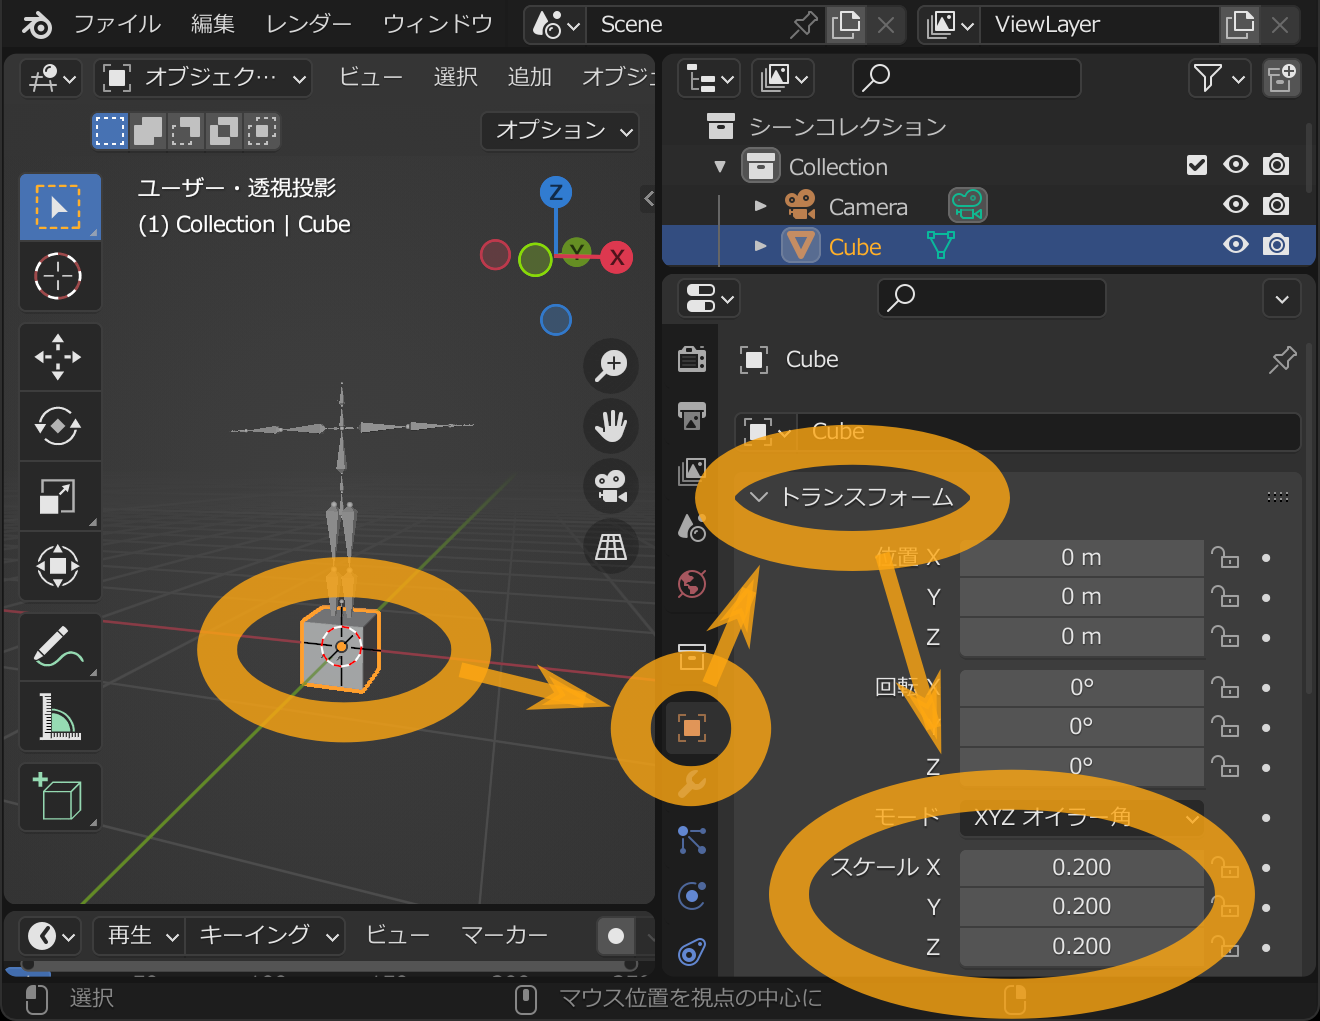 ファイル 編集 レンダー ウィンドウ Scene ViewLayer
オブジェク… ビュー 選択 追加
オプション
ユーザー・透視投影
(1) Collection | Cube
Z
Y
X
シーンコレクション
Collection
Camera
Cube
Cube
Cube
トランスフォーム
位置 X 0 m
Y 0 m
Z 0 m
回転 X 0°
0°
Z 0°
モード XYZ オイラー角
スケール X 0.200
Y 0.200
Z 0.200
再生 キーイング ビュー マーカー
選択 マウス位置を視点の中心に